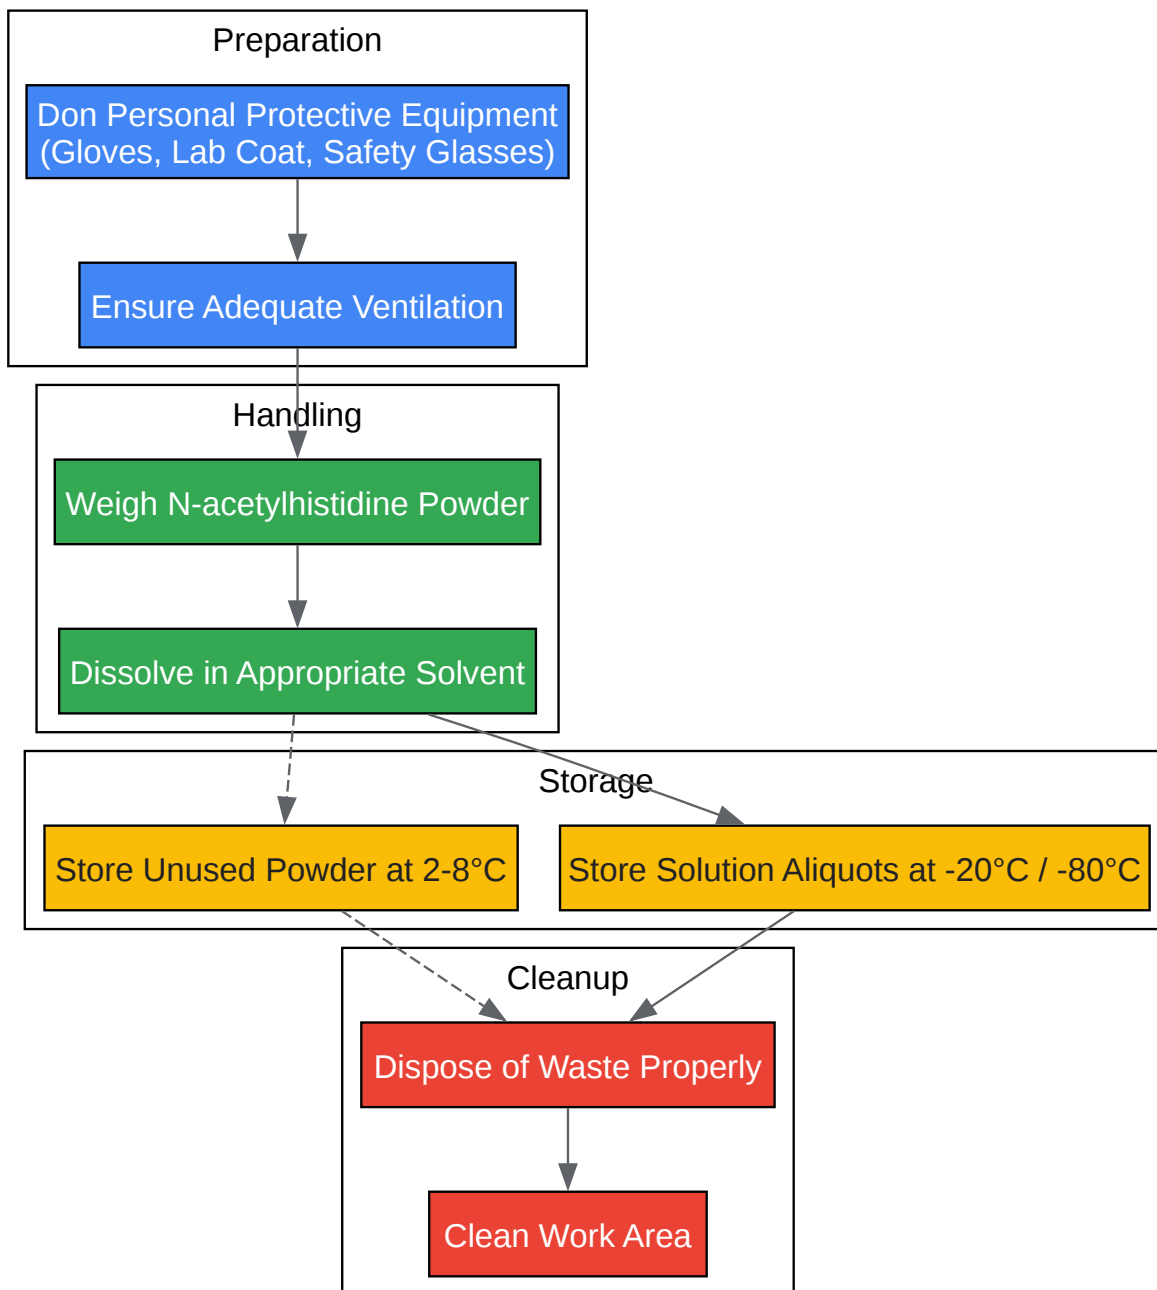 Preparation
Don Personal Protective Equipment
(Gloves, Lab Coat, Safety Glasses)
Ensure Adequate Ventilation
Handling
Weigh N-acetylhistidine Powder
Dissolve in Appropriate Solvent
Storage
Store Unused Powder at 2-8°C
Store Solution Aliquots at -20°C / -80°C
Cleanup
Dispose of Waste Properly
Clean Work Area